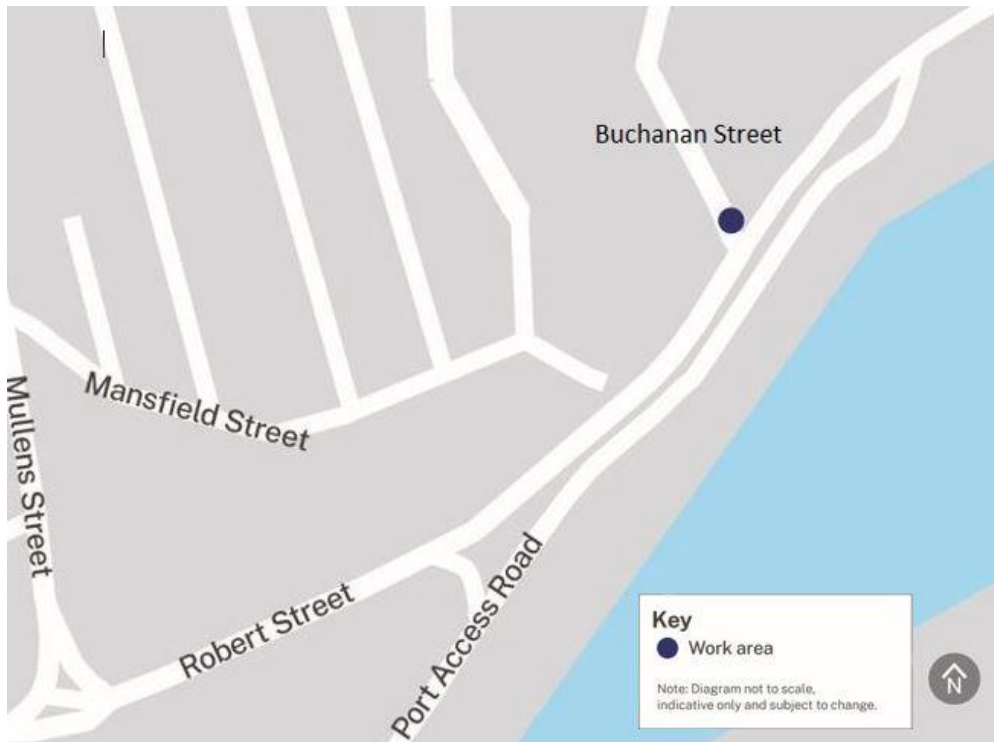 Buchanan Street
Mansfield Street
Mullens Street
Robert Street
Port Access Road
Key
Work area
Note: Diagram not to scale,
indicative only and subject to change.
N